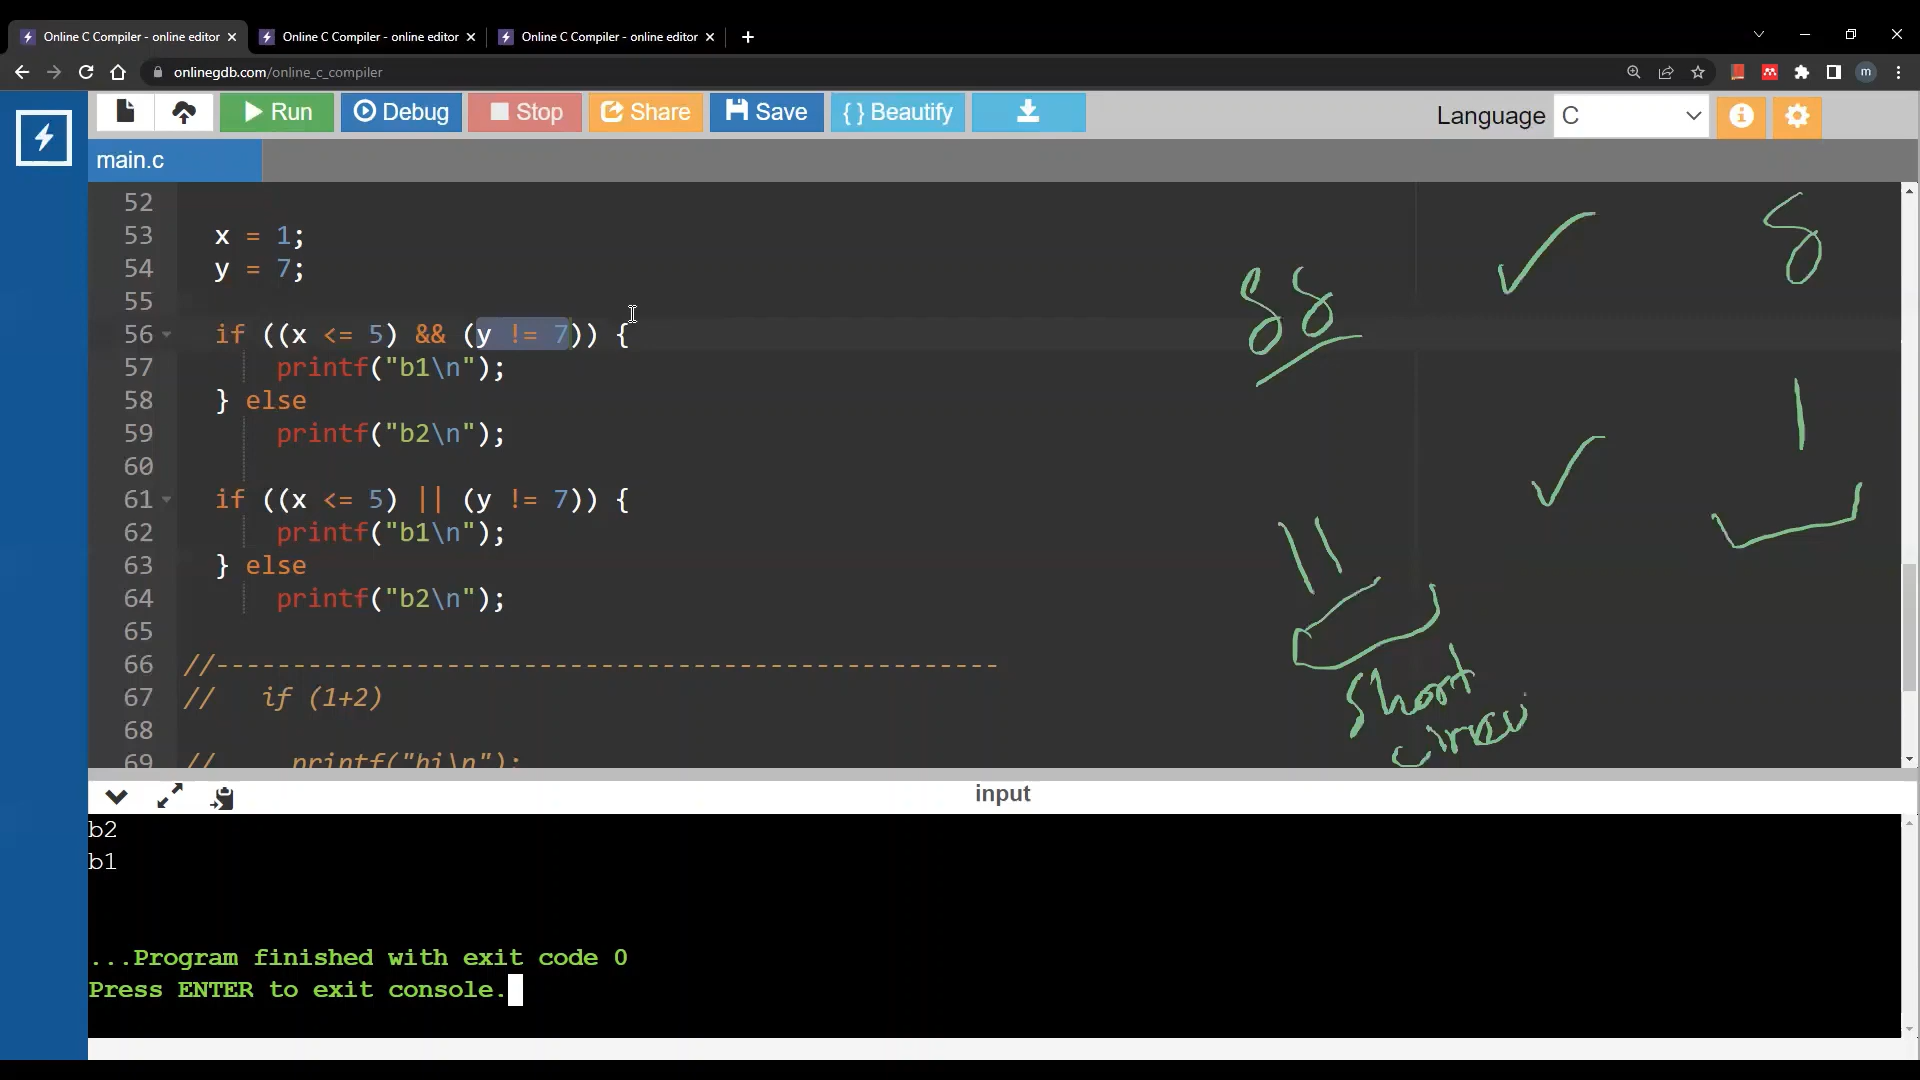 Online C Compiler - online editor
Online C Compiler - online editor
Online C Compiler - online editor
onlinegdb.com/online_c_compiler
m
Run
Debug
Stop
Share
Save
{ } Beautify
Language
C
main.c
52
53 x = 1;
54 y = 7;
55
56 if ((x <= 5) && (y != 7)) {
57 printf("b1\n");
58 } else
59 printf("b2\n");
60
61 if ((x <= 5) || (y != 7)) {
62 printf("b1\n");
63 } else
64 printf("b2\n");
65
66 //---------------------------------------------------
67 // if (1+2)
68
69 // printf("hi\n");
&&
&
|
||
short
input
b2
b1
...Program finished with exit code 0
Press ENTER to exit console.